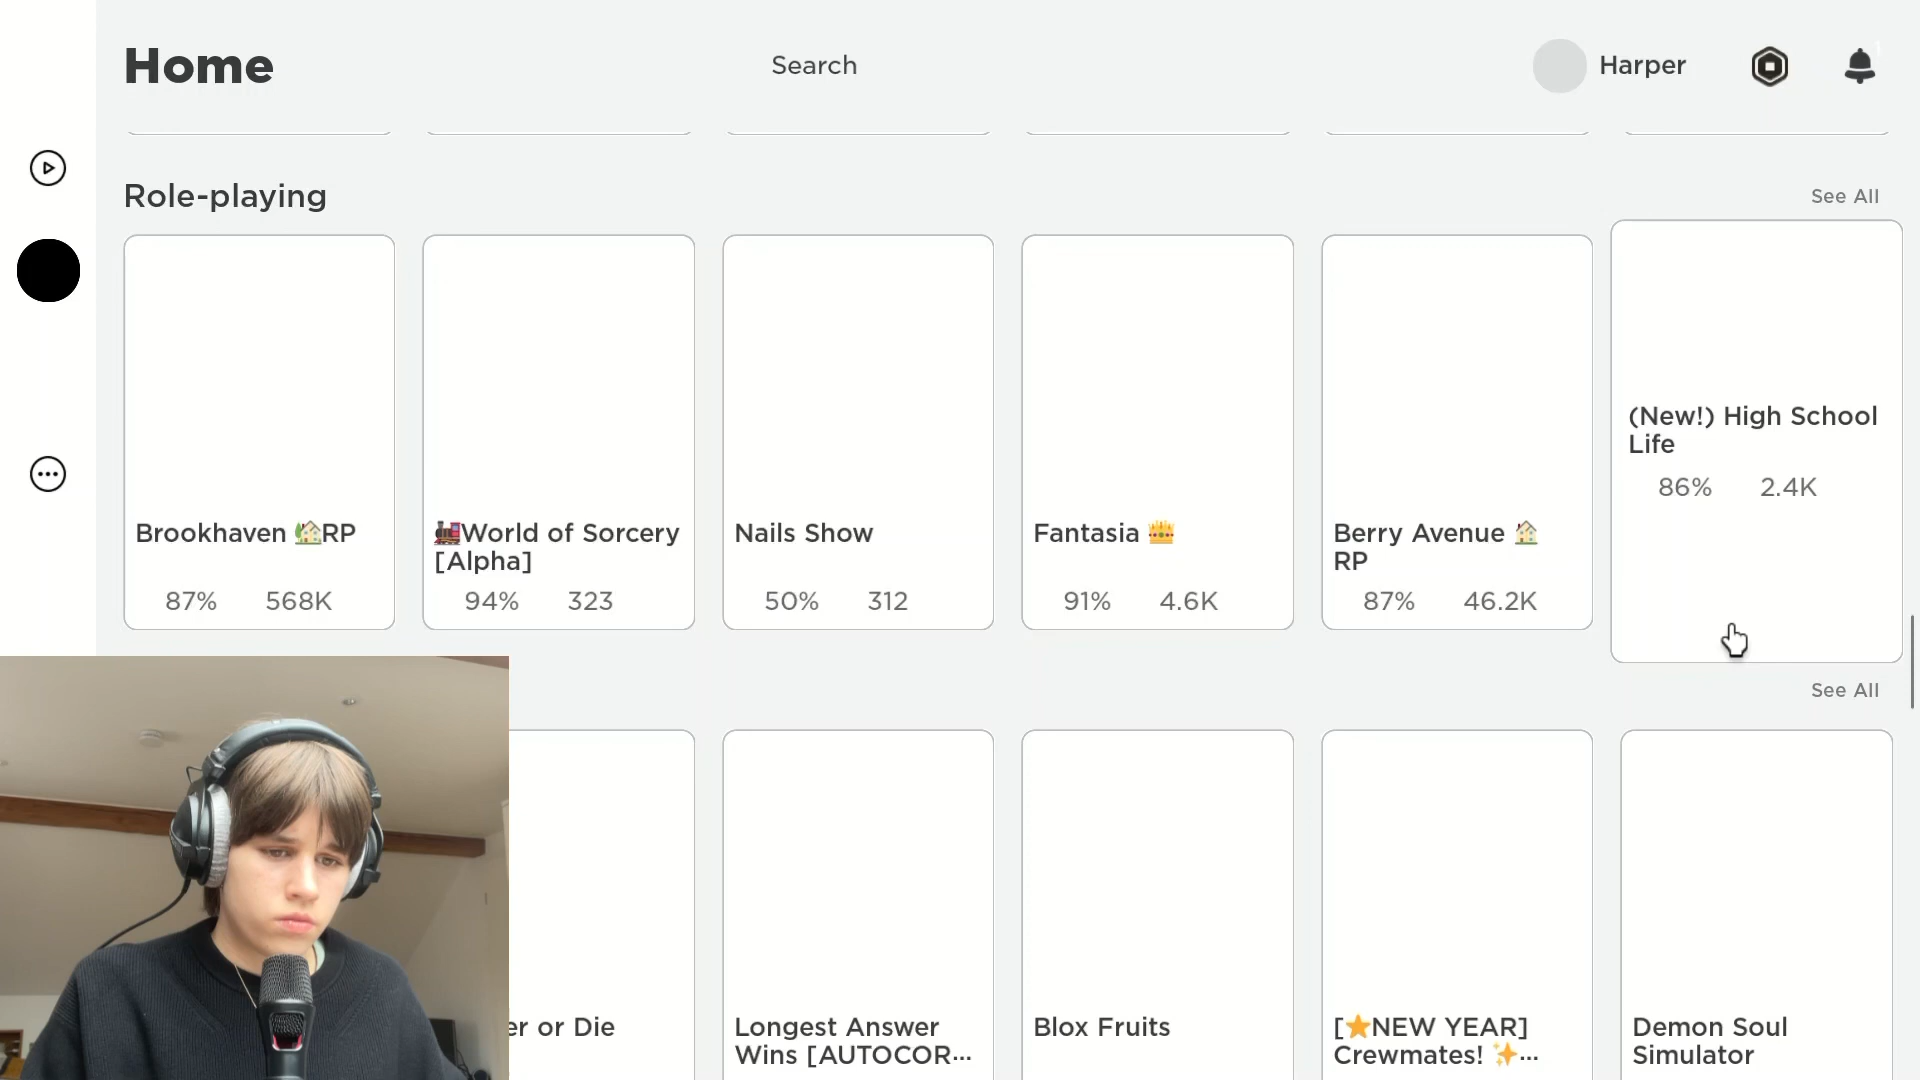 Home
Search
Harper
Role-playing
See All
Brookhaven 🏡RP
87% 568K
🚂World of Sorcery
[Alpha]
94% 323
Nails Show
50% 312
Fantasia 👑
91% 4.6K
Berry Avenue 🏠
RP
87% 46.2K
(New!) High School
Life
86% 2.4K
See All
er or Die
Longest Answer
Wins [AUTOCOR...
Blox Fruits
[⭐NEW YEAR]
Crewmates! ✨...
Demon Soul
Simulator